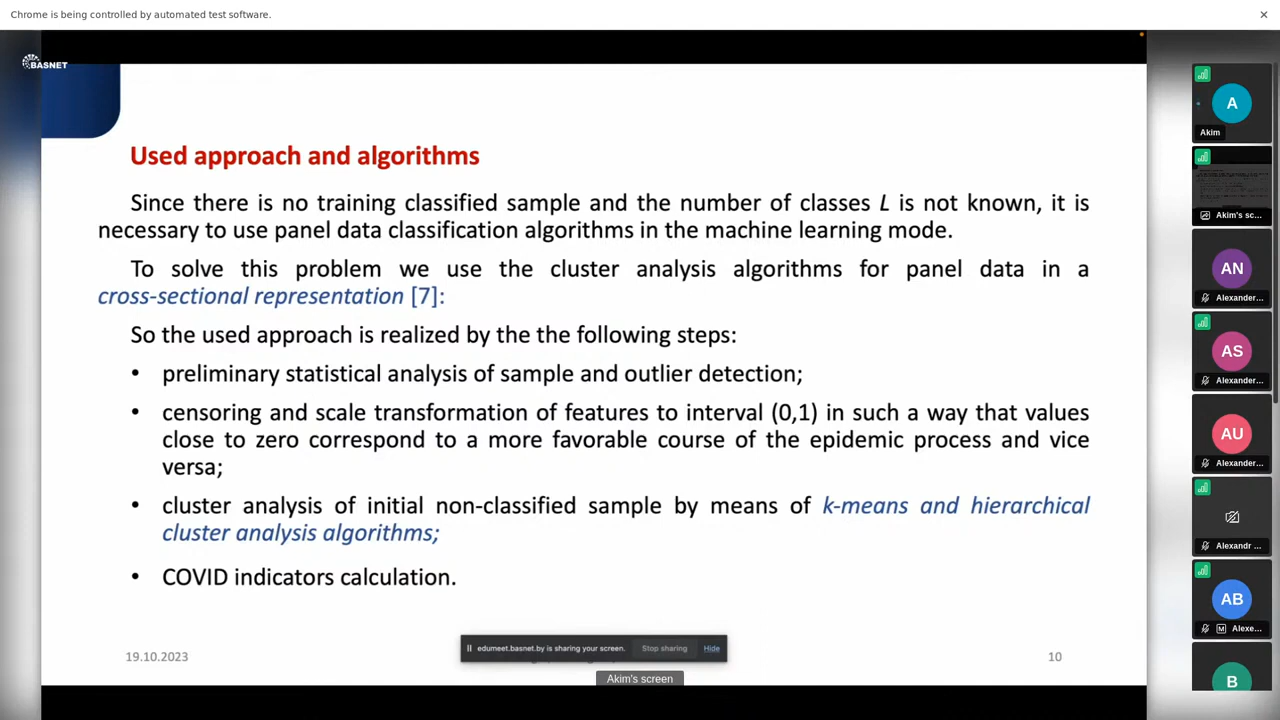 Chrome is being controlled by automated test software.
BASNET
Used approach and algorithms
Since there is no training classified sample and the number of classes L is not known, it is
necessary to use panel data classification algorithms in the machine learning mode.
To solve this problem we use the cluster analysis algorithms for panel data in a
cross-sectional representation [7]:
So the used approach is realized by the the following steps:
• preliminary statistical analysis of sample and outlier detection;
• censoring and scale transformation of features to interval (0,1) in such a way that values
close to zero correspond to a more favorable course of the epidemic process and vice
versa;
• cluster analysis of initial non-classified sample by means of k-means and hierarchical
cluster analysis algorithms;
• COVID indicators calculation.
19.10.2023
edumeet.basnet.by is sharing your screen. Stop sharing Hide
10
Akim's screen
A
Akim
Akim's sc...
AN
Alexander...
AS
Alexander...
AU
Alexander...
Alexandr ...
AB
M Alexe...
B